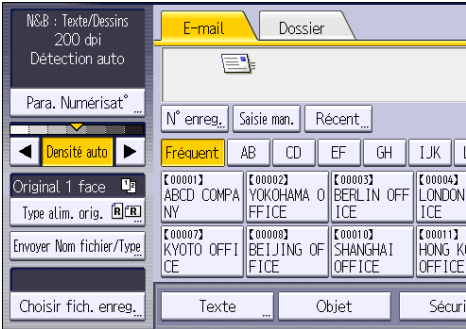 N&B : Texte/Dessins
200 dpi
Détection auto
Para. Numérisat°
Densité auto
Original 1 face
Type alim. orig.
R R
Envoyer Nom fichier/Type
Choisir fich. enreg.
E-mail Dossier
N° enreg. Saisie man. Récent
Fréquent AB CD EF GH IJK
[00001] [00002] [00003] [00004]
ABCD COMPA YOKOHAMA O BERLIN OFF LONDON
NY FFICE ICE ICE
[00007] [00008] [00010] [00011]
KYOTO OFFI BEIJING OF SHANGHAI HONG K
CE FICE OFFICE OFFICE
Texte Objet Sécuri